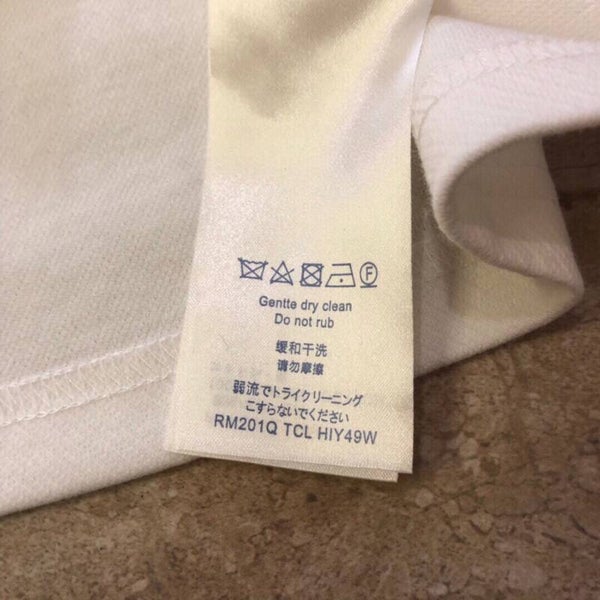 F
Gentte dry clean
Do not rub
缓和干洗
请勿摩擦
弱流でトライクリーニング
こすらないでください
RM201Q TCL HIY49W